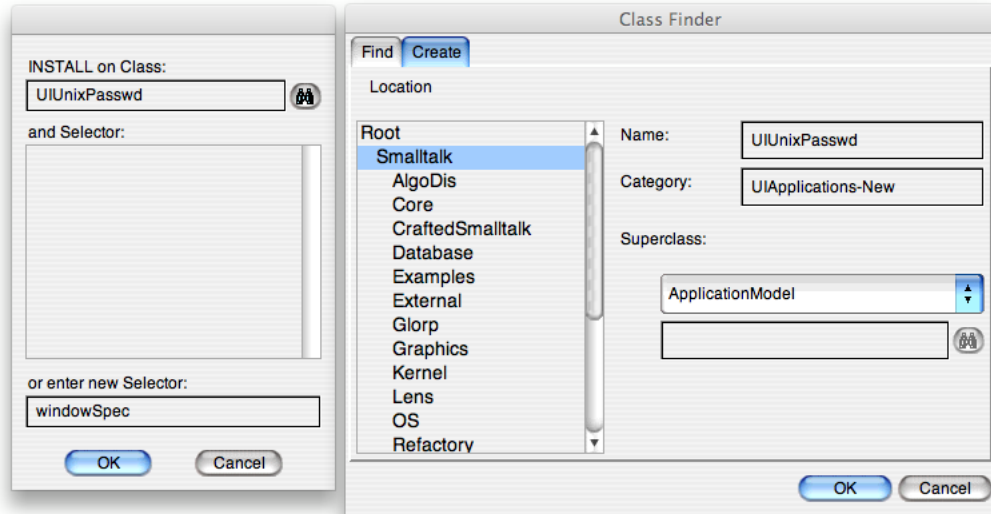 INSTALL on Class:
UIUnixPasswd
and Selector:
or enter new Selector:
windowSpec
OK Cancel
Class Finder
Find Create
Location
Root
Smalltalk
AlgoDis
Core
CraftedSmalltalk
Database
Examples
External
Glorp
Graphics
Kernel
Lens
OS
Refactory
Name: UIUnixPasswd
Category: UIApplications-New
Superclass:
ApplicationModel
OK Cancel